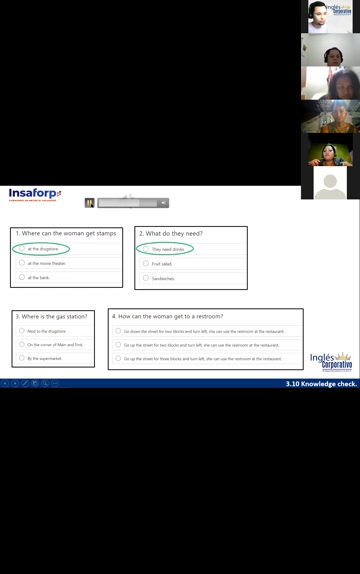 Inglés
Corporativo
Insaforp
1. Where can the woman get stamps
at the drugstore.
at the movie theater.
at the bank.
2. What do they need?
They need drinks.
Fruit salad.
Sandwiches.
3. Where is the gas station?
Next to the drugstore.
On the corner of Main and First.
By the supermarket.
4. How can the woman get to a restroom?
Go down the street for two blocks and turn left, she can use the restroom at the restaurant.
Go up the street for two blocks and turn left, she can use the restroom at the restaurant.
Go up the street for three blocks and turn left, she can use the restroom at the restaurant.
Inglés
Corporativo
3.10 Knowledge check.